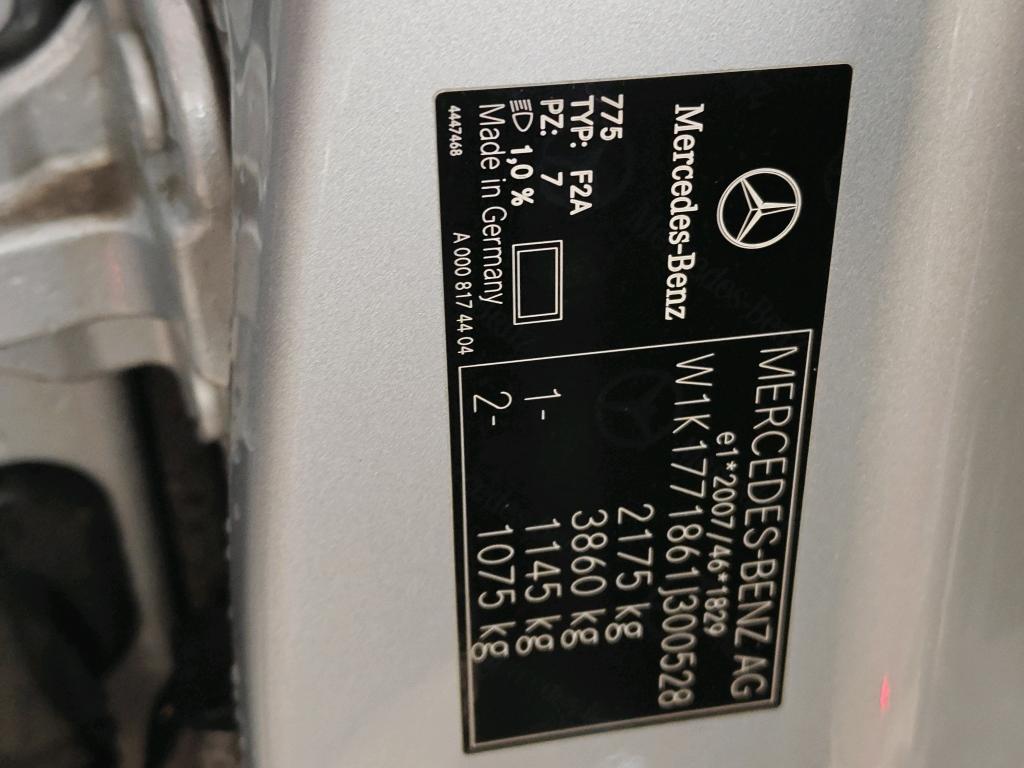 Mercedes-Benz
775
TYP: F2A
PZ: 7
1,0 %
Made in Germany
4447468
A 000 817 44 04
MERCEDES-BENZ AG
e1*2007/46*1829
W1K1771861J300528
2175 kg
3860 kg
1- 1145 kg
2- 1075 kg